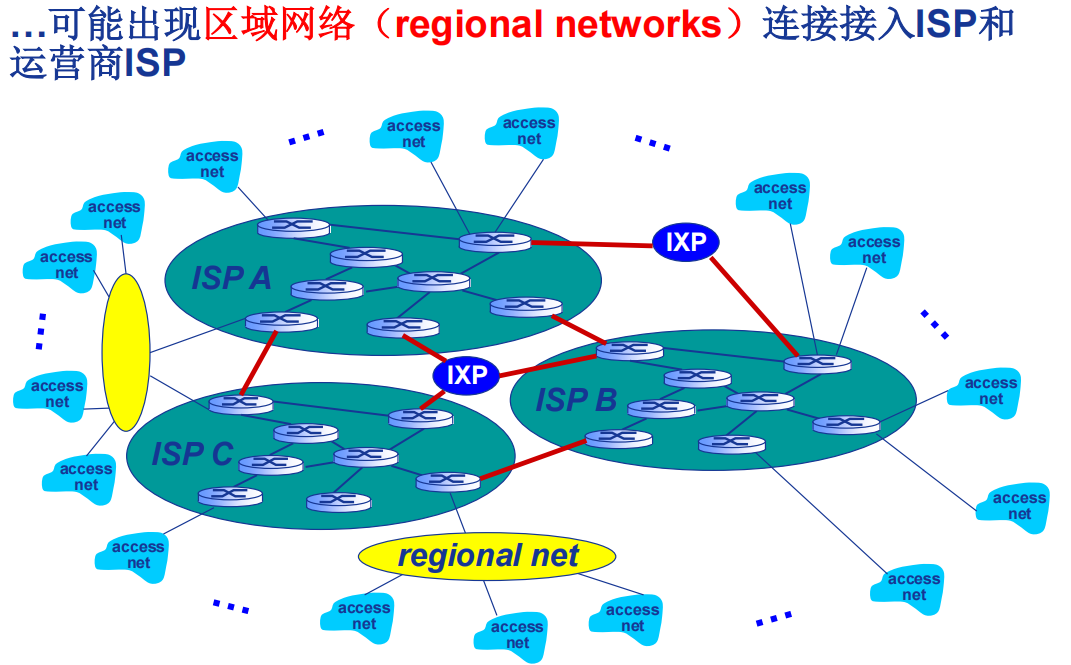 …可能出现区域网络（regional networks）连接接入ISP和
运营商ISP
access
net
access
net
access
net
access
net
access
net
access
net
access
net
IXP
ISP A
IXP
ISP B
access
net
access
net
access
net
ISP C
access
net
access
net
regional net
access
net
access
net
access
net
access
net